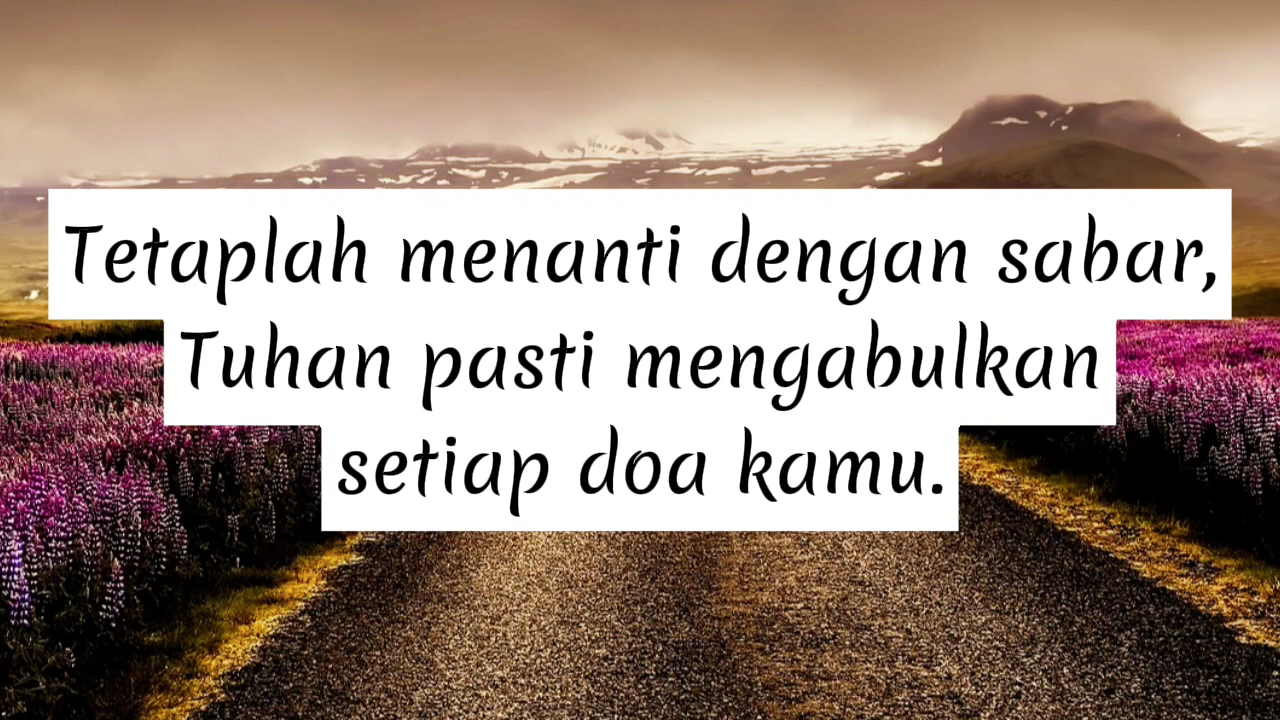 Tetaplah menanti dengan sabar,
Tuhan pasti mengabulkan
setiap doa kamu.